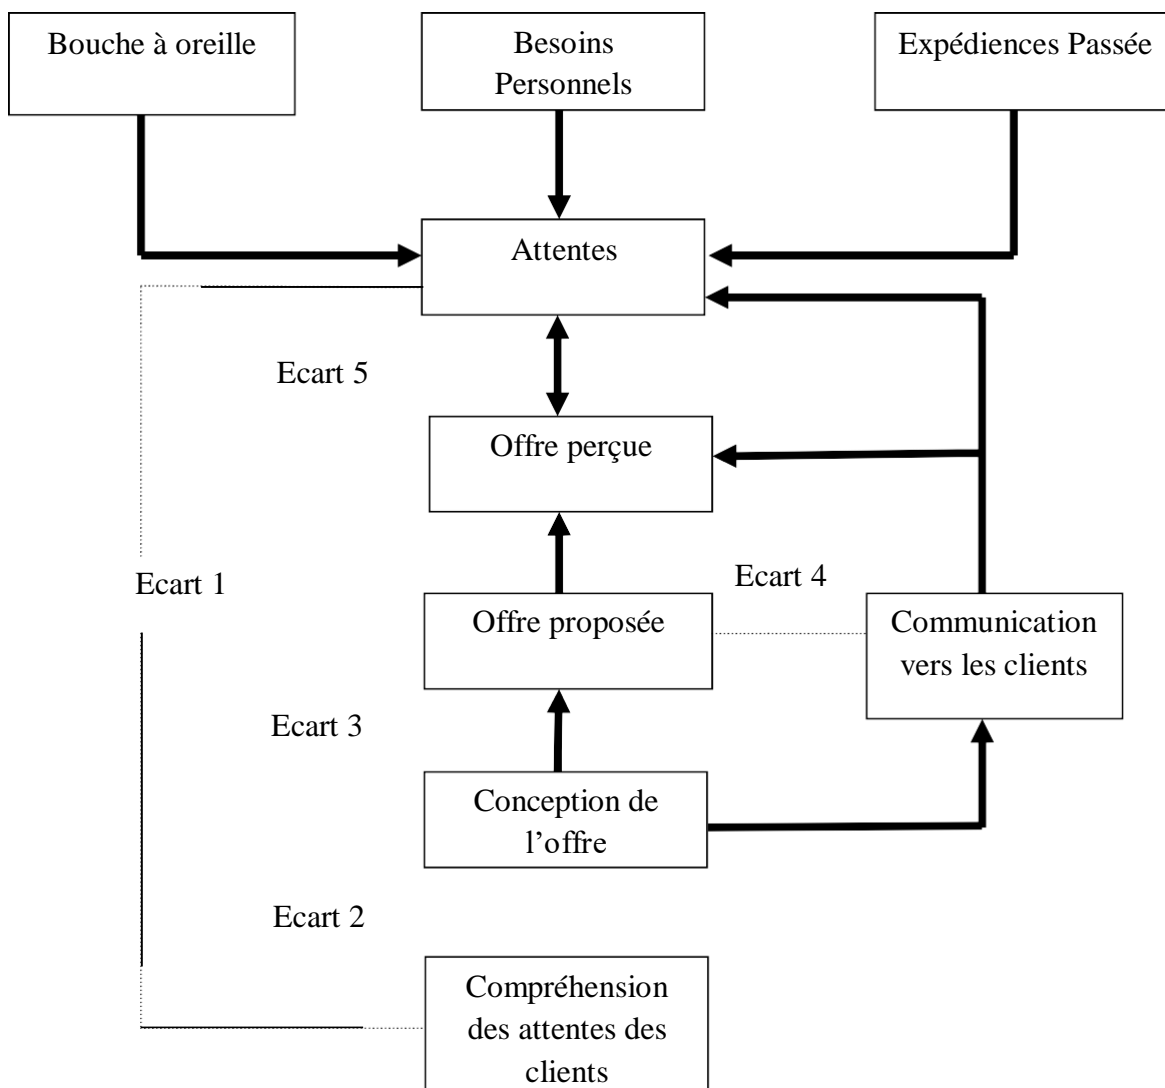 Bouche à oreille
Besoins
Personnels
Expédiences Passée
Attentes
Ecart 5
Offre perçue
Ecart 1
Ecart 4
Offre proposée
Communication
vers les clients
Ecart 3
Conception de
l’offre
Ecart 2
Compréhension
des attentes des
clients